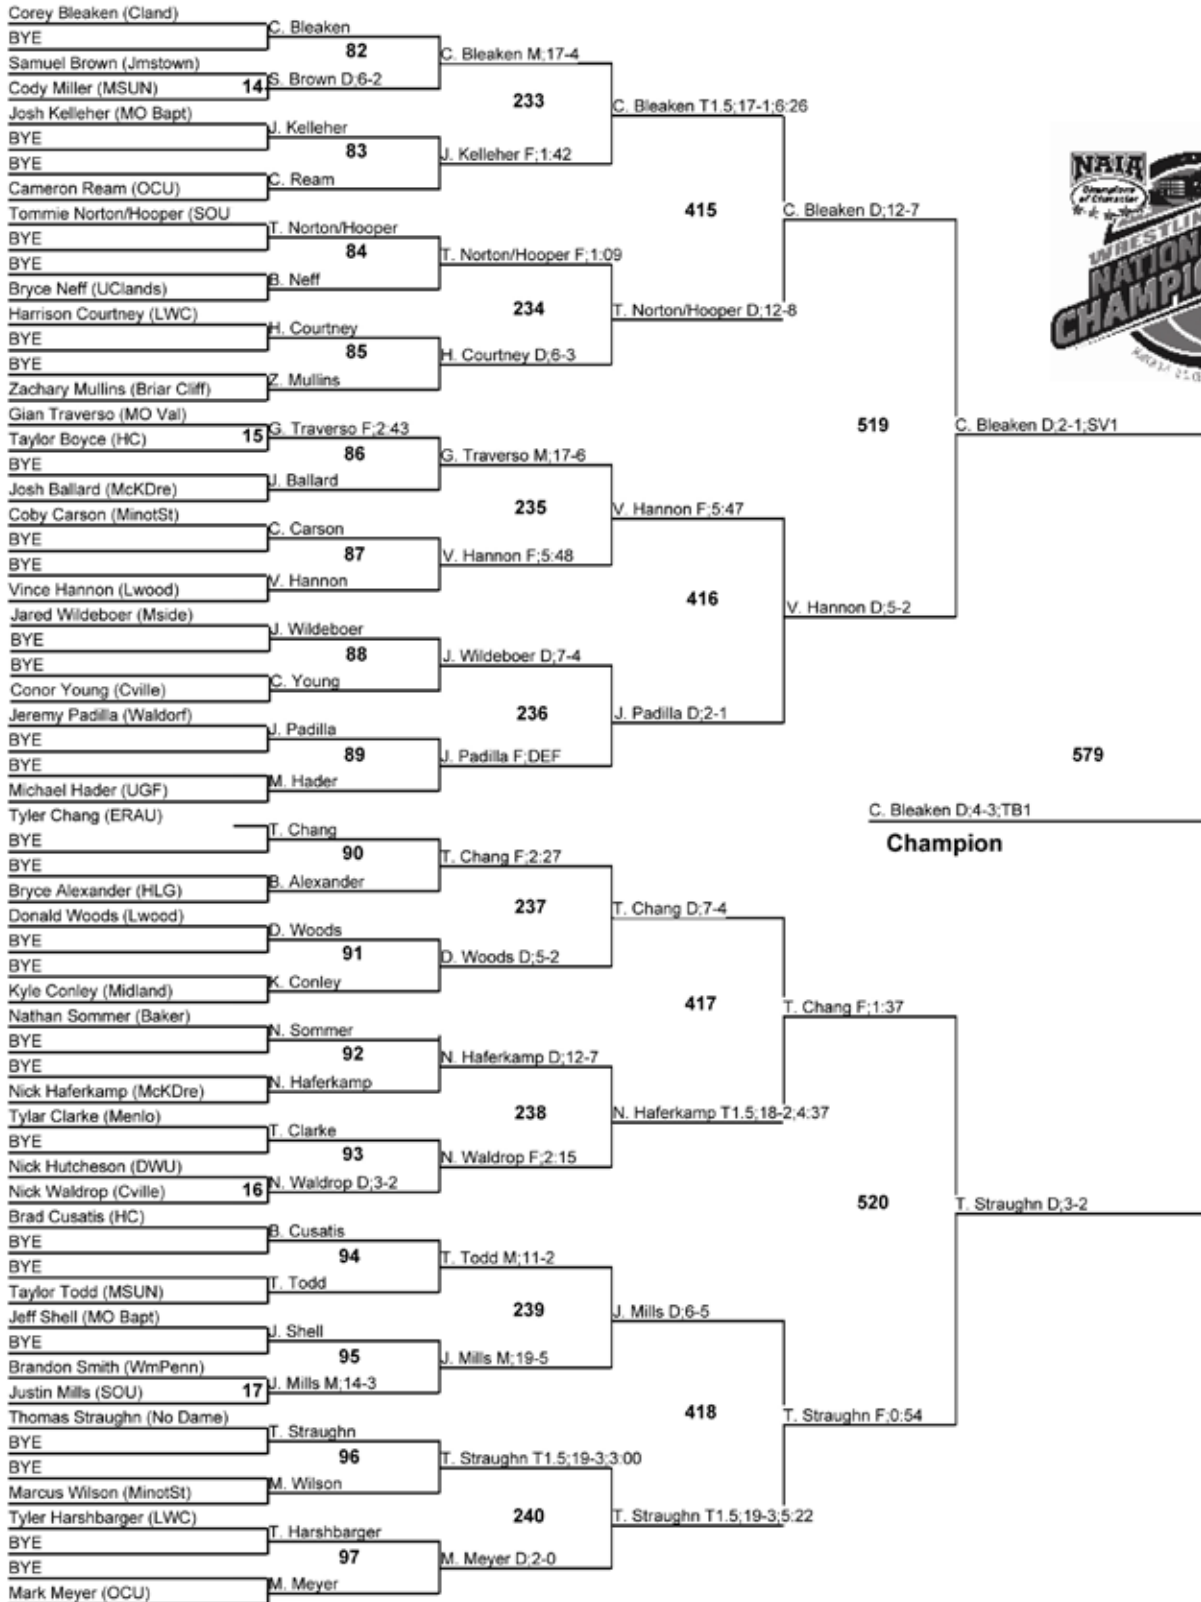 Corey Bleaken (Cland)
BYE
Samuel Brown (Jmstown)
Cody Miller (MSUN)
Josh Kelleher (MO Bapt)
BYE
BYE
Cameron Ream (OCU)
Tommie Norton/Hooper (SOU
BYE
BYE
Bryce Neff (UClands)
Harrison Courtney (LWC)
BYE
BYE
Zachary Mullins (Briar Cliff)
Gian Traverso (MO Val)
Taylor Boyce (HC)
BYE
Josh Ballard (McKDre)
Coby Carson (MinotSt)
BYE
BYE
Vince Hannon (Lwood)
Jared Wildeboer (Mside)
BYE
BYE
Conor Young (Cville)
Jeremy Padilla (Waldorf)
BYE
BYE
Michael Hader (UGF)
Tyler Chang (ERAU)
BYE
BYE
Bryce Alexander (HLG)
Donald Woods (Lwood)
BYE
BYE
Kyle Conley (Midland)
Nathan Sommer (Baker)
BYE
BYE
Nick Haferkamp (McKDre)
Tylar Clarke (Menlo)
BYE
Nick Hutcheson (DWU)
Nick Waldrop (Cville)
Brad Cusatis (HC)
BYE
BYE
Taylor Todd (MSUN)
Jeff Shell (MO Bapt)
BYE
Brandon Smith (WmPenn)
Justin Mills (SOU)
Thomas Straughn (No Dame)
BYE
BYE
Marcus Wilson (MinotSt)
Tyler Harshbarger (LWC)
BYE
BYE
Mark Meyer (OCU)
14
15
16
17
C. Bleaken
82
S. Brown D;6-2
J. Kelleher
83
C. Ream
T. Norton/Hooper
84
B. Neff
H. Courtney
85
Z. Mullins
G. Traverso F;2:43
86
J. Ballard
C. Carson
87
V. Hannon
J. Wildeboer
88
C. Young
J. Padilla
89
M. Hader
T. Chang
90
B. Alexander
D. Woods
91
K. Conley
N. Sommer
92
N. Haferkamp
T. Clarke
93
N. Waldrop D;3-2
B. Cusatis
94
T. Todd
J. Shell
95
J. Mills M;14-3
T. Straughn
96
M. Wilson
T. Harshbarger
97
M. Meyer
C. Bleaken M;17-4
233
J. Kelleher F;1:42
T. Norton/Hooper F;1:09
234
H. Courtney D;6-3
G. Traverso M;17-6
235
V. Hannon F;5:48
J. Wildeboer D;7-4
236
J. Padilla F;DEF
T. Chang F;2:27
237
D. Woods D;5-2
N. Haferkamp D;12-7
238
N. Waldrop F;2:15
T. Todd M;11-2
239
J. Mills M;19-5
T. Straughn T1.5;19-3;3:00
240
M. Meyer D;2-0
C. Bleaken T1.5;17-1;6:26
415
T. Norton/Hooper D;12-8
V. Hannon F;5:47
416
J. Padilla D;2-1
T. Chang D;7-4
417
N. Haferkamp T1.5;18-2;4:37
J. Mills D;6-5
418
T. Straughn T1.5;19-3;5:22
C. Bleaken D;12-7
519
V. Hannon D;5-2
T. Chang F;1:37
520
T. Straughn F;0:54
C. Bleaken D;2-1;SV1
579
T. Straughn D;3-2
C. Bleaken D;4-3;TB1
Champion
NAIA
Champions
of Character